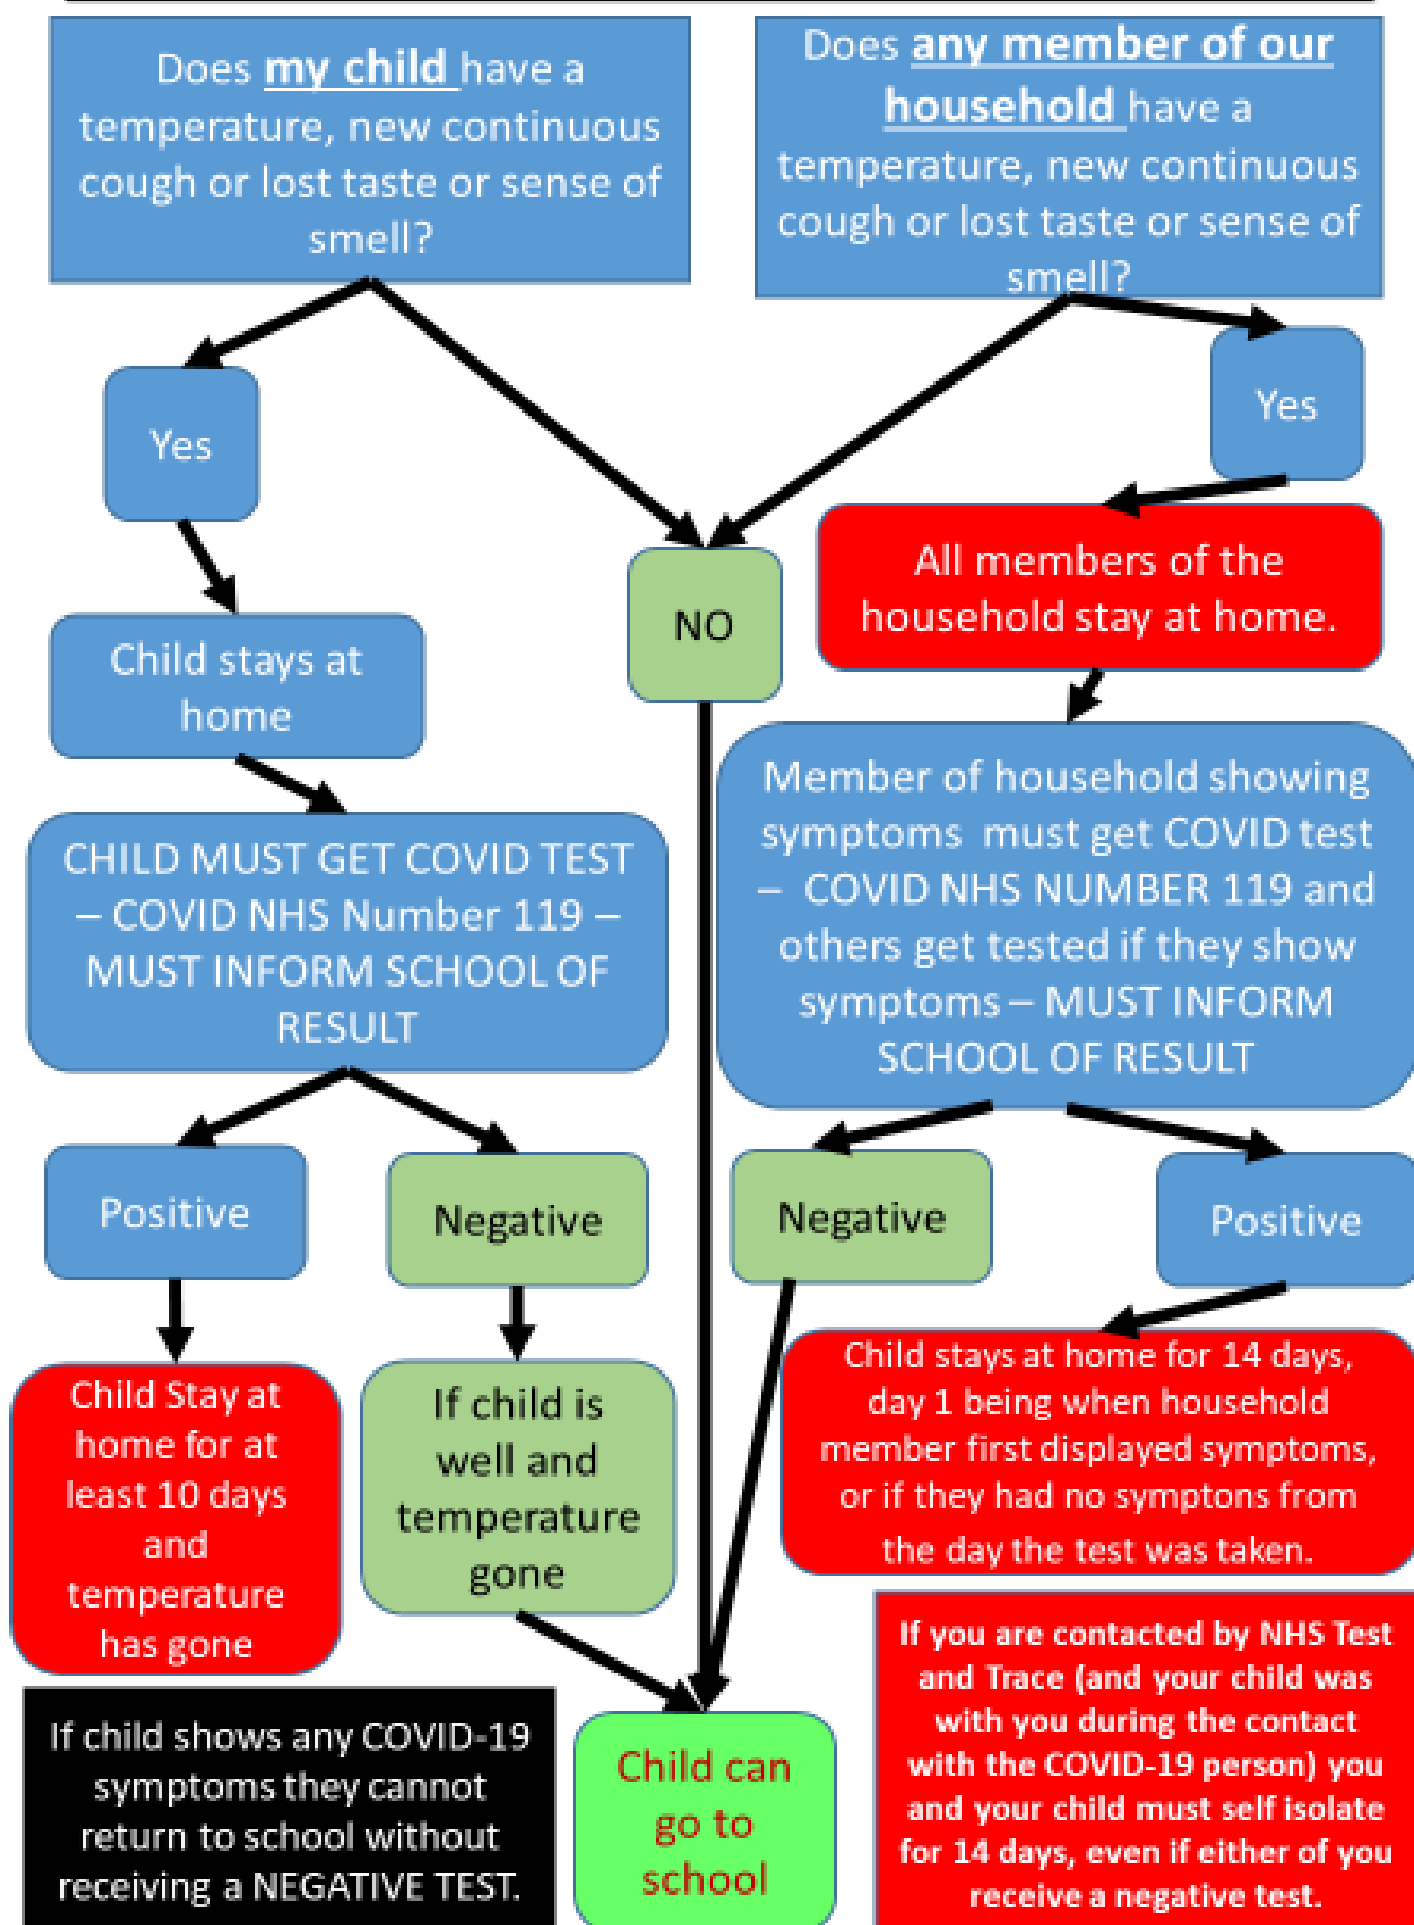 Does my child have a
temperature, new continuous
cough or lost taste or sense of
smell?
Does any member of our
household have a
temperature, new continuous
cough or lost taste or sense of
smell?
Yes
Yes
NO
All members of the
household stay at home.
Child stays at
home
CHILD MUST GET COVID TEST
– COVID NHS Number 119 –
MUST INFORM SCHOOL OF
RESULT
Member of household showing
symptoms must get COVID test
– COVID NHS NUMBER 119 and
others get tested if they show
symptoms – MUST INFORM
SCHOOL OF RESULT
Positive
Negative
Negative
Positive
Child Stay at
home for at
least 10 days
and
temperature
has gone
If child is
well and
temperature
gone
Child stays at home for 14 days,
day 1 being when household
member first displayed symptoms,
or if they had no symptons from
the day the test was taken.
If child shows any COVID-19
symptoms they cannot
return to school without
receiving a NEGATIVE TEST.
Child can
go to
school
If you are contacted by NHS Test
and Trace (and your child was
with you during the contact
with the COVID-19 person) you
and your child must self isolate
for 14 days, even if either of you
receive a negative test.